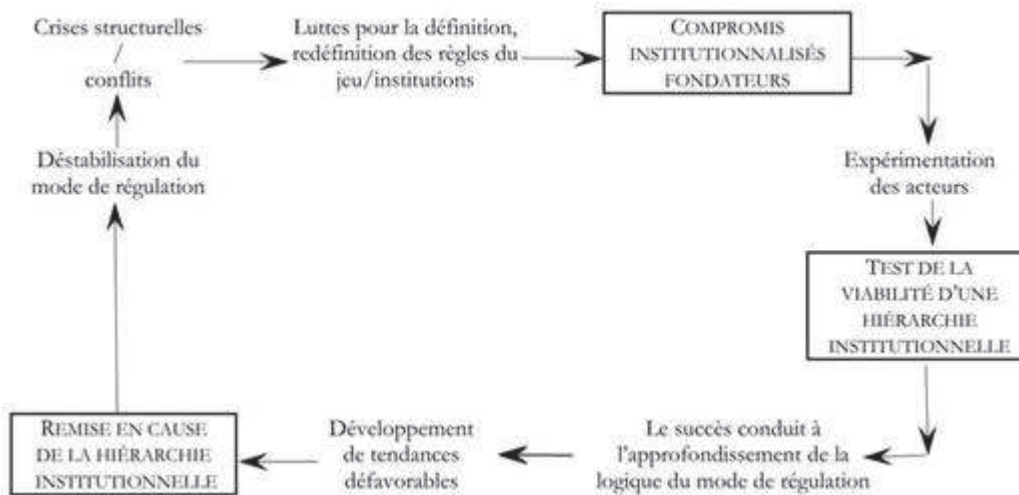 Crises structurelles
/
conflits
Luttes pour la définition,
redéfinition des règles du
jeu/institutions
COMPROMIS
INSTITUTIONNALISÉS
FONDATEURS
Expérimentation
des acteurs
TEST DE LA
VIABILITÉ D'UNE
HIÉRARCHIE
INSTITUTIONNELLE
Le succès conduit à
l'approfondissement de la
logique du mode de régulation
Développement
de tendances
défavorables
REMISE EN CAUSE
DE LA HIÉRARCHIE
INSTITUTIONNELLE
Déstabilisation du
mode de régulation